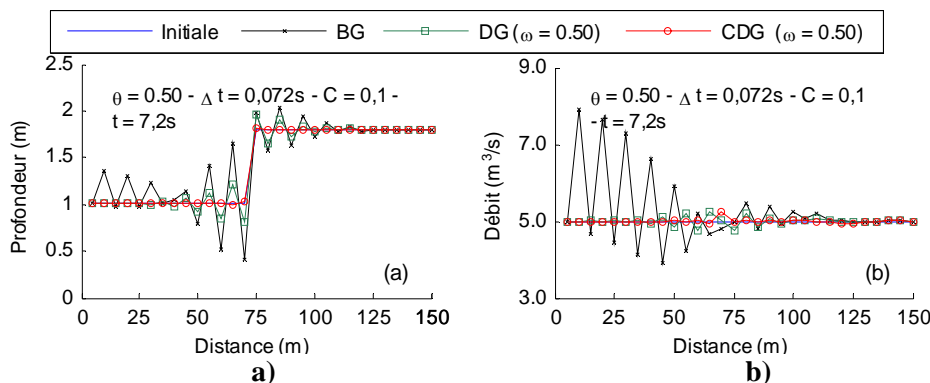 Initiale BG DG (ω = 0.50) CDG (ω = 0.50)
a) b)
θ = 0.50 - Δ t = 0,072s - C = 0,1 -
t = 7,2s
Profondeur (m)
2.5
2
1.5
1
0.5
0
0 25 50 75 100 125 150
Distance (m)
(a)
a)
θ = 0.50 - Δ t = 0,072s - C = 0,1
- t = 7,2s
Débit (m³/s)
9.0
7.0
5.0
3.0
0 25 50 75 100 125 150
Distance (m)
(b)
b)